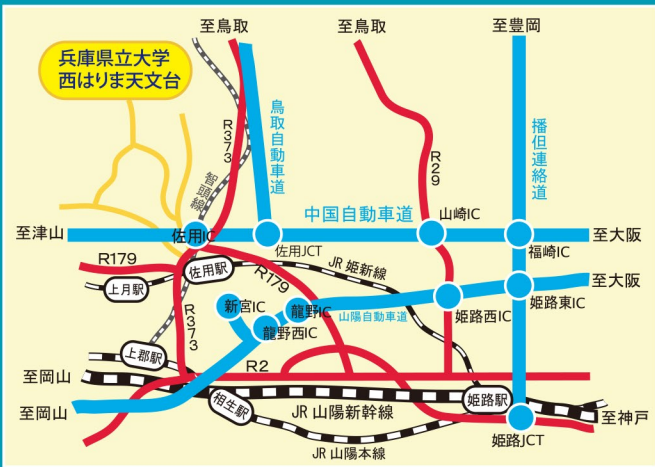 至鳥取
至鳥取
至豊岡
兵庫県立大学
西はりま天文台
R373
鳥取自動車道
R29
播但連絡道
智頭線
中国自動車道
山崎IC
至津山
佐用IC
佐用JCT
福崎IC
至大阪
R179
佐用駅
R179
JR 姫新線
至大阪
上月駅
新宮IC
龍野IC
山陽自動車道
姫路西IC
姫路東IC
R373
龍野西IC
上郡駅
R2
至岡山
姫路駅
至岡山
相生駅
JR 山陽新幹線
至神戸
姫路JCT
JR 山陽本線